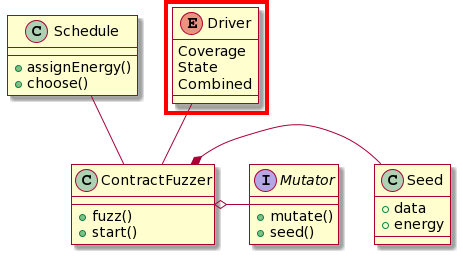 C Schedule
assignEnergy()
choose()
E Driver
Coverage
State
Combined
C ContractFuzzer
fuzz()
start()
I Mutator
mutate()
seed()
C Seed
data
energy